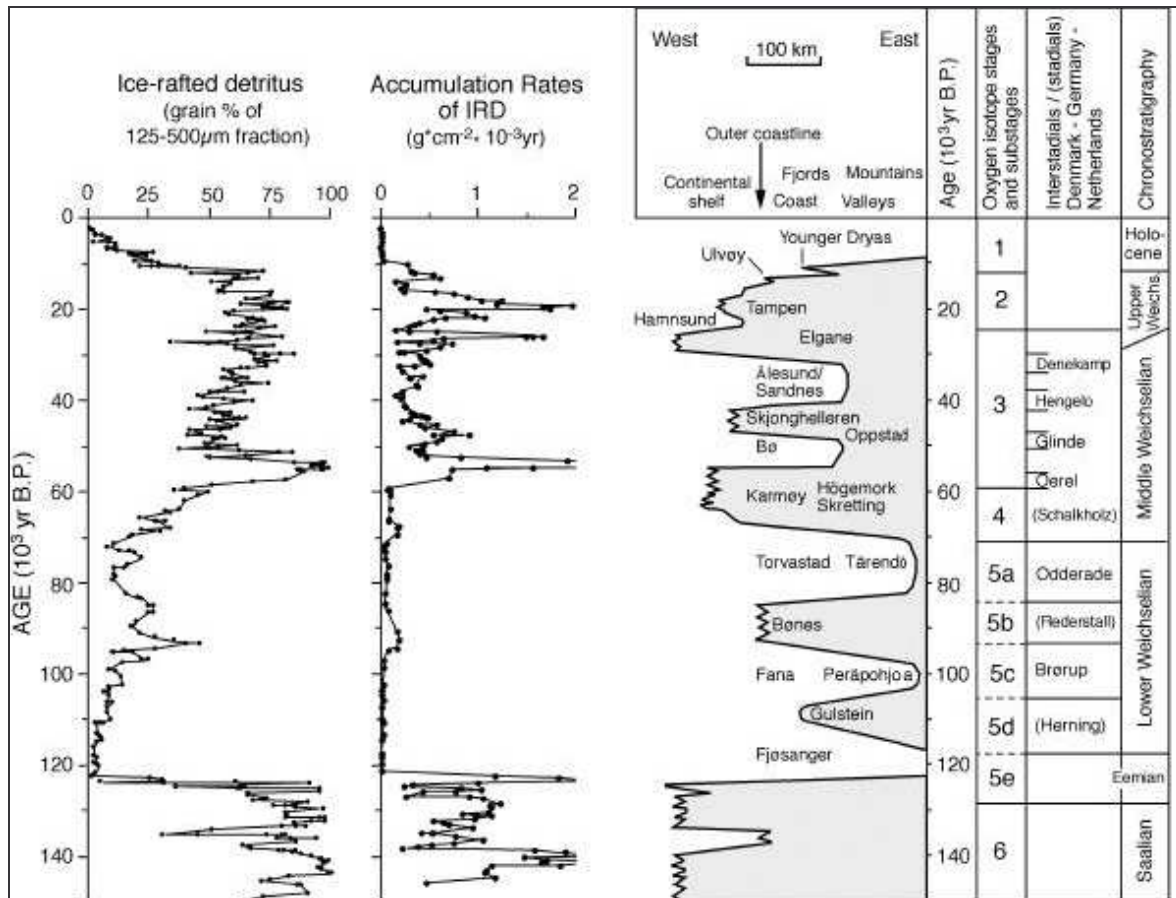 Ice-rafted detritus
(grain % of
125-500µm fraction)
0 25 50 75 100
Accumulation Rates
of IRD
(g*cm-2* 10-3yr)
0 1 2
AGE (10³ yr B.P.)
0
20
40
60
80
100
120
140
West East
100 km
Outer coastline
Fjords Mountains
Continental
shelf
Coast Valleys
Younger Dryas
Ulvøy
Tampen
Hamnsund
Elgane
Ålesund/
Sandnes
Skjonghelleren
Oppstad
Bø
Karmøy Högemork
Skretting
Torvastad Tärendö
Bønes
Fana Peräpohjoa
Gulstein
Fjøsanger
Age (10³yr B.P.)
20
40
60
80
100
120
140
Oxygen isotope stages
and substages
1
2
3
4
5a
5b
5c
5d
5e
6
Interstadials / (stadials)
Denmark - Germany -
Netherlands
Denekamp
Hengelo
Glinde
Oerel
(Schalkholz)
Odderade
(Rederstall)
Brørup
(Herning)
Chronostratigraphy
Holo-
cene
Upper
Weichs.
Middle Weichselian
Lower Weichselian
Eemian
Saalian